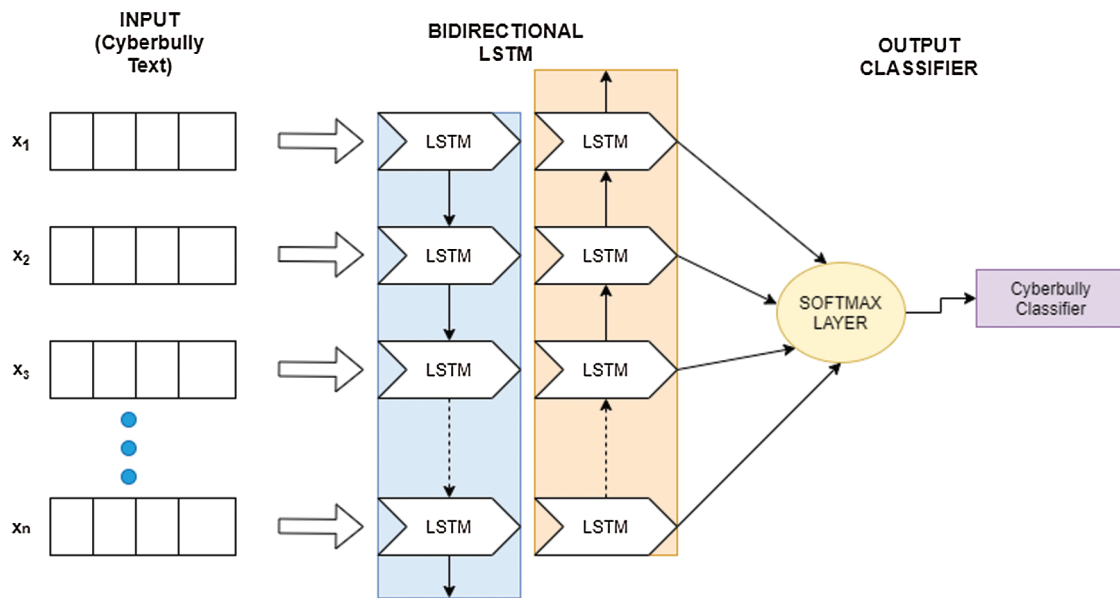 INPUT
(Cyberbully
Text)
BIDIRECTIONAL
LSTM
OUTPUT
CLASSIFIER
x1
LSTM
LSTM
x2
LSTM
LSTM
SOFTMAX
LAYER
Cyberbully
Classifier
x3
LSTM
LSTM
xn
LSTM
LSTM